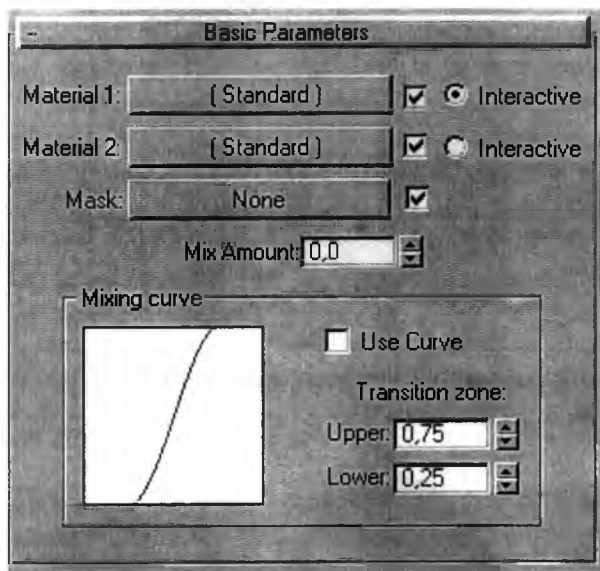 - Basic Parameters
Material 1: ( Standard ) Interactive
Material 2: ( Standard ) Interactive
Mask: None
Mix Amount: 0,0
Mixing curve
Use Curve
Transition zone:
Upper: 0,75
Lower: 0,25